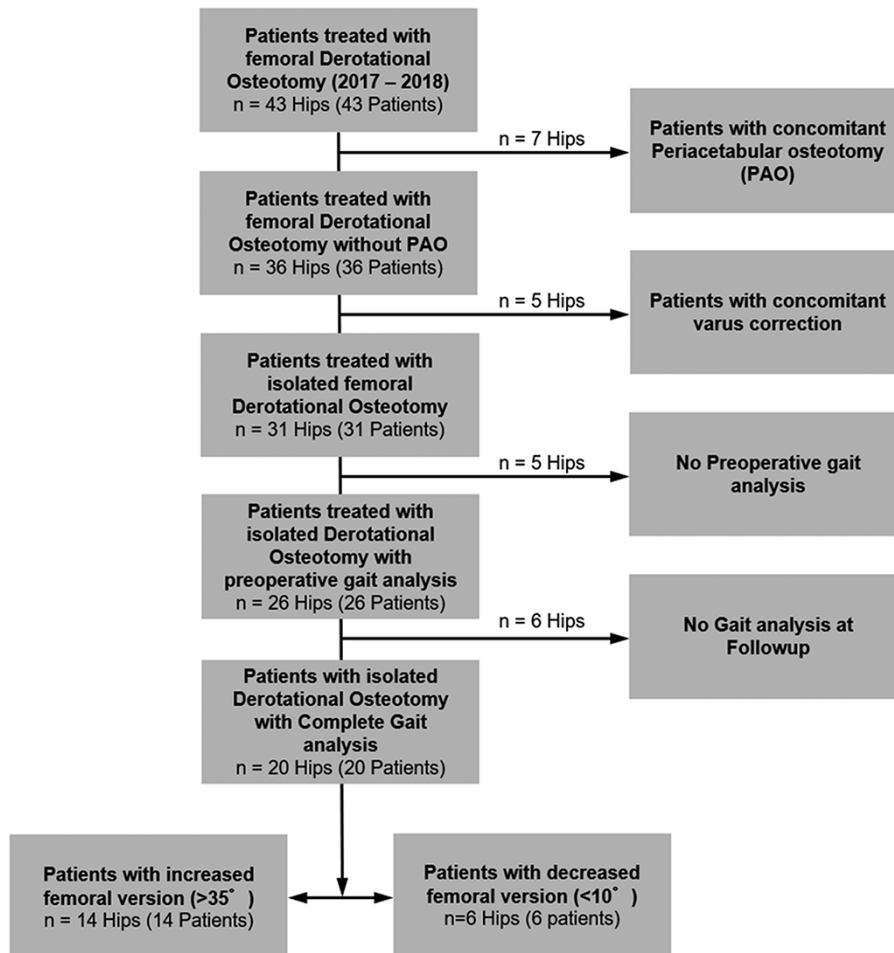 Patients treated with
femoral Derotational
Osteotomy (2017 – 2018)
n = 43 Hips (43 Patients)
n = 7 Hips
Patients with concomitant
Periacetabular osteotomy
(PAO)
Patients treated with
femoral Derotational
Osteotomy without PAO
n = 36 Hips (36 Patients)
n = 5 Hips
Patients with concomitant
varus correction
Patients treated with
isolated femoral
Derotational Osteotomy
n = 31 Hips (31 Patients)
n = 5 Hips
No Preoperative gait
analysis
Patients treated with
isolated Derotational
Osteotomy with
preoperative gait analysis
n = 26 Hips (26 Patients)
n = 6 Hips
No Gait analysis at
Followup
Patients with isolated
Derotational Osteotomy
with Complete Gait
analysis
n = 20 Hips (20 Patients)
Patients with increased
femoral version (>35° )
n = 14 Hips (14 Patients)
Patients with decreased
femoral version (<10° )
n=6 Hips (6 patients)